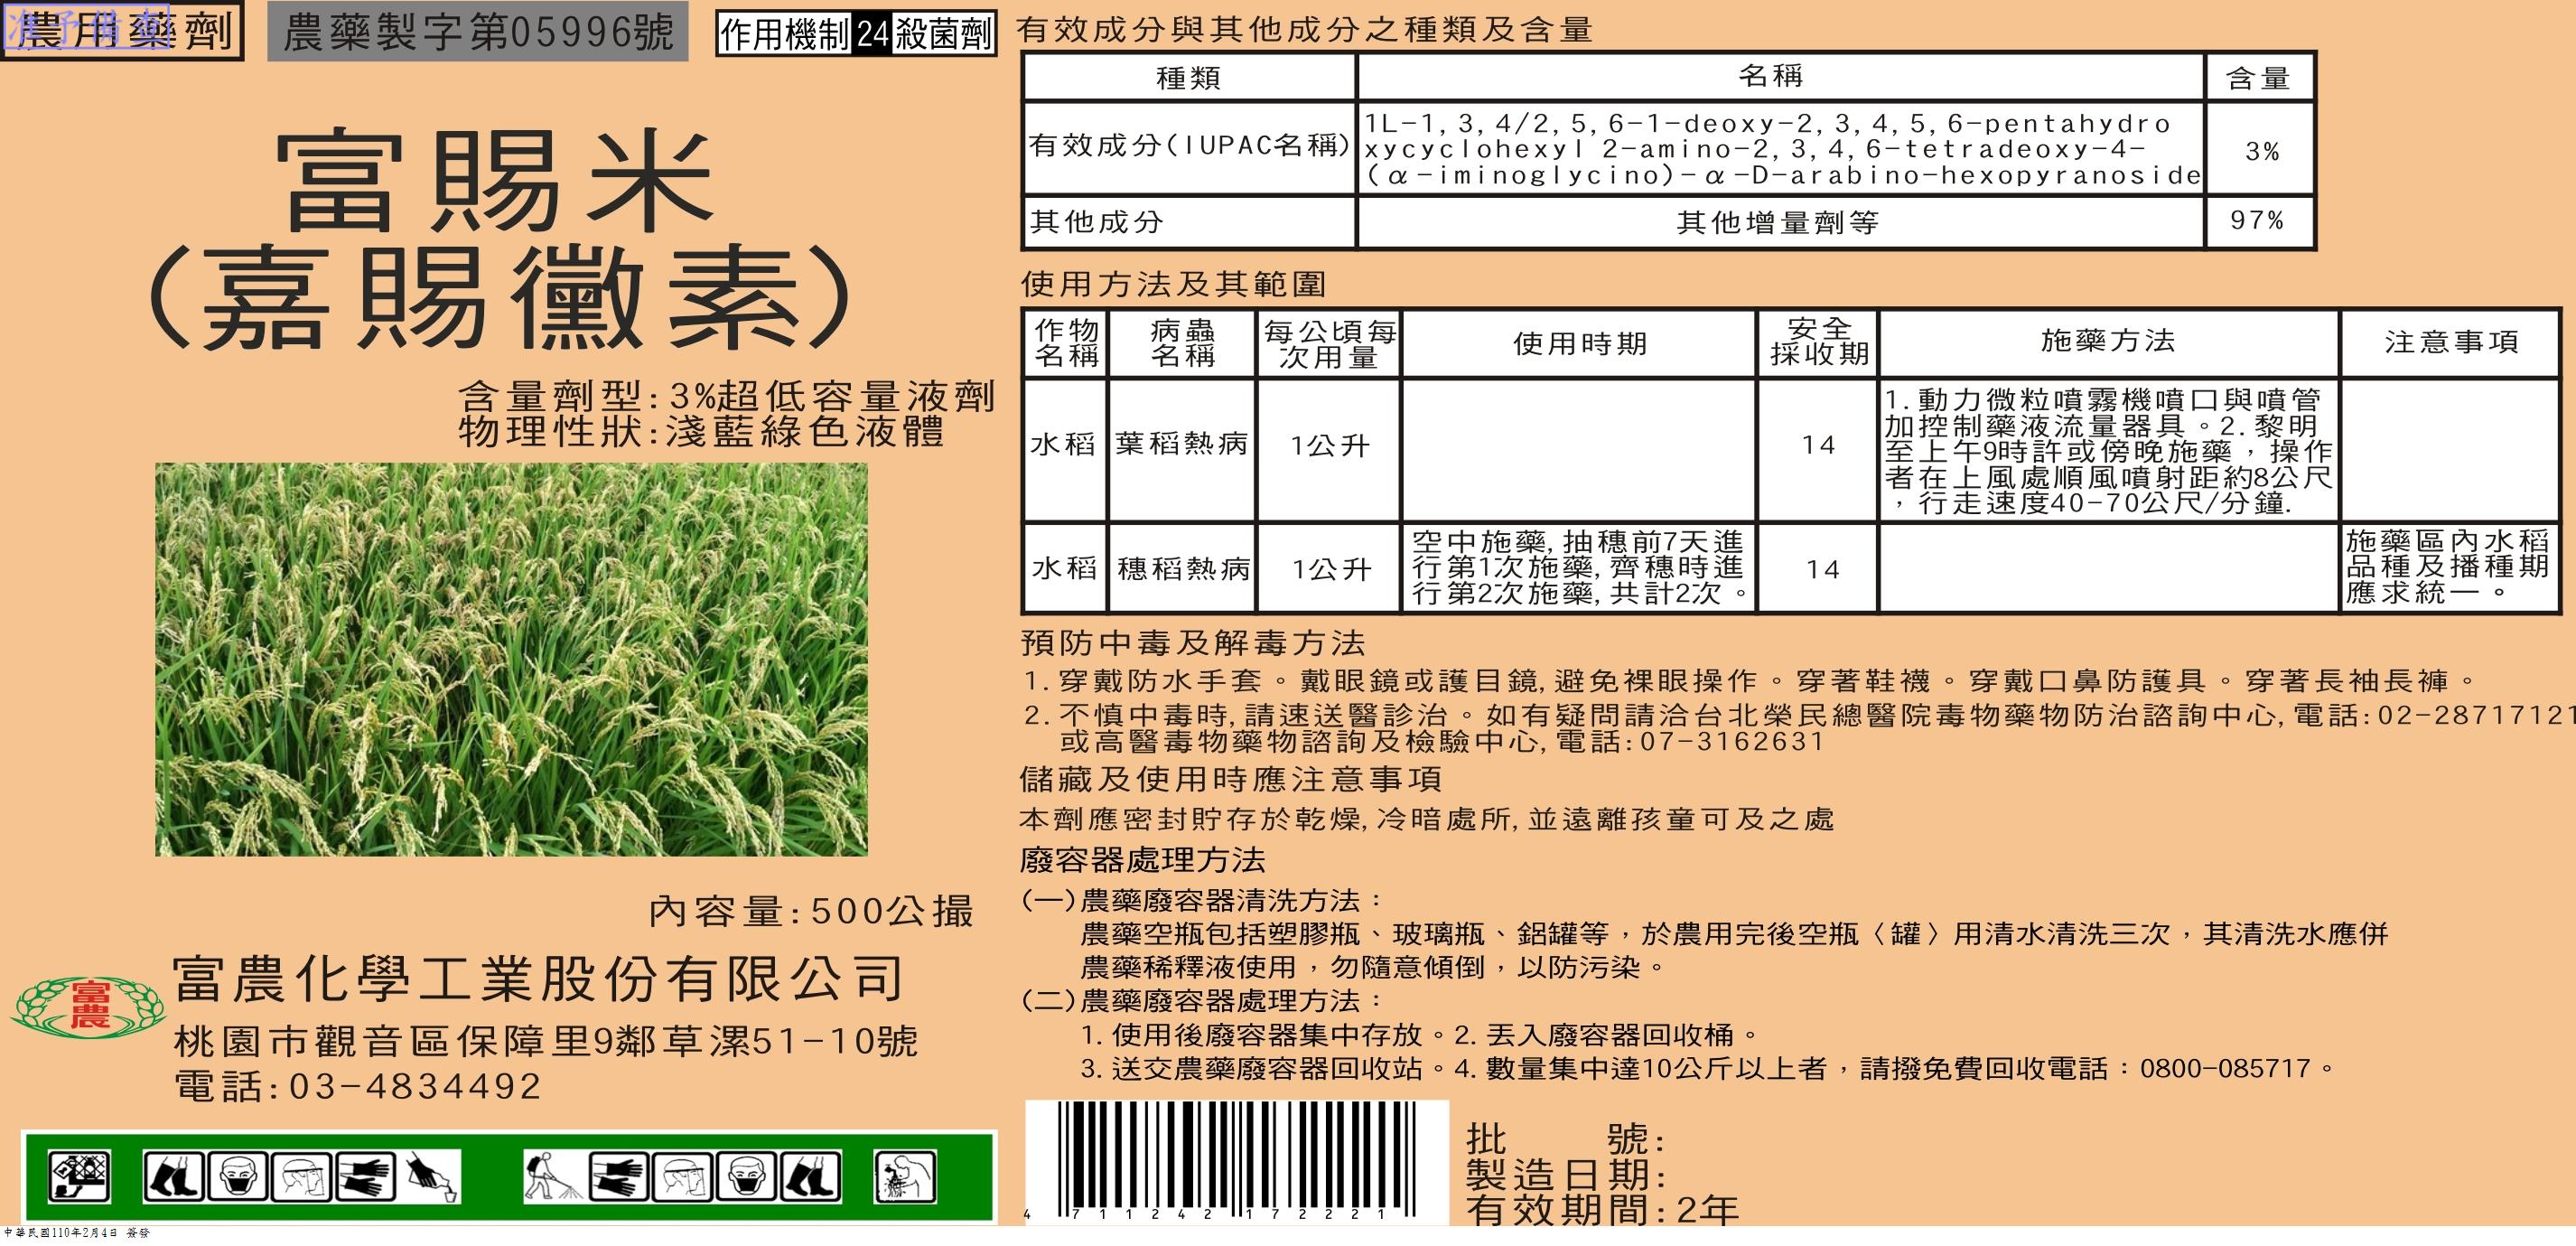 農用藥劑
准予備查
農藥製字第05996號
作用機制24殺菌劑
富賜米
(嘉賜黴素)
含量劑型:3%超低容量液劑
物理性狀:淺藍綠色液體
內容量:500公撮
富農
富農化學工業股份有限公司
桃園市觀音區保障里9鄰草漯51-10號
電話:03-4834492
中華民國110年2月4日 簽發
有效成分與其他成分之種類及含量
種類 名稱 含量
有效成分(IUPAC名稱)
1L-1,3,4/2,5,6-1-deoxy-2,3,4,5,6-pentahydro
xycyclohexyl 2-amino-2,3,4,6-tetradeoxy-4-
(α-iminoglycino)-α-D-arabino-hexopyranoside
3%
其他成分 其他增量劑等 97%
使用方法及其範圍
作物
名稱
病蟲
名稱
每公頃每
次用量
使用時期
安全
採收期
施藥方法
注意事項
水稻 葉稻熱病 1公升 14
1.動力微粒噴霧機噴口與噴管
加控制藥液流量器具。2.黎明
至上午9時許或傍晚施藥，操作
者在上風處順風噴射距約8公尺
，行走速度40-70公尺/分鐘.
水稻 穗稻熱病 1公升
空中施藥,抽穗前7天進
行第1次施藥,齊穗時進
行第2次施藥,共計2次。
14
施藥區內水稻
品種及播種期
應求統一。
預防中毒及解毒方法
1.穿戴防水手套。戴眼鏡或護目鏡,避免裸眼操作。穿著鞋襪。穿戴口鼻防護具。穿著長袖長褲。
2.不慎中毒時,請速送醫診治。如有疑問請洽台北榮民總醫院毒物藥物防治諮詢中心,電話:02-28717121
或高醫毒物藥物諮詢及檢驗中心,電話:07-3162631
儲藏及使用時應注意事項
本劑應密封貯存於乾燥,冷暗處所,並遠離孩童可及之處
廢容器處理方法
(一)農藥廢容器清洗方法：
農藥空瓶包括塑膠瓶、玻璃瓶、鋁罐等，於農用完後空瓶〈罐〉用清水清洗三次，其清洗水應併
農藥稀釋液使用，勿隨意傾倒，以防污染。
(二)農藥廢容器處理方法：
1.使用後廢容器集中存放。2.丟入廢容器回收桶。
3.送交農藥廢容器回收站。4.數量集中達10公斤以上者，請撥免費回收電話：0800-085717。
4 711242 172221
批 號:
製造日期:
有效期間:2年